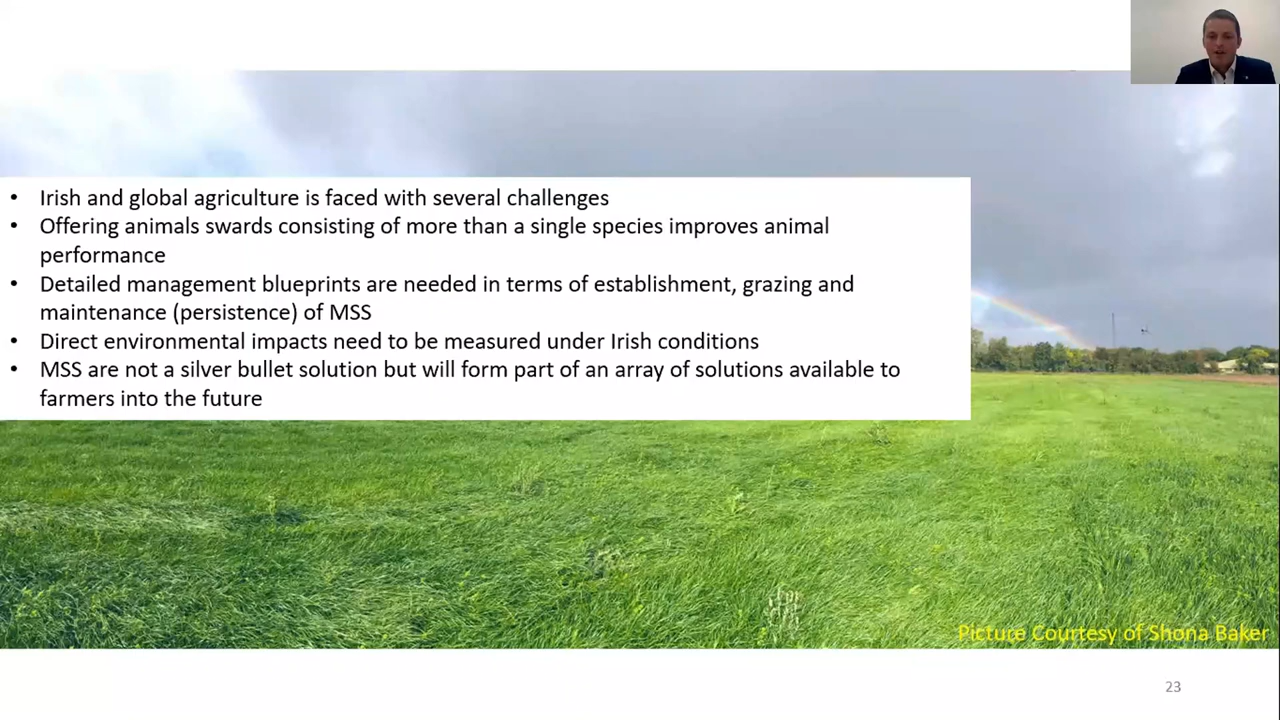 • Irish and global agriculture is faced with several challenges
• Offering animals swards consisting of more than a single species improves animal
performance
• Detailed management blueprints are needed in terms of establishment, grazing and
maintenance (persistence) of MSS
• Direct environmental impacts need to be measured under Irish conditions
• MSS are not a silver bullet solution but will form part of an array of solutions available to
farmers into the future
Picture Courtesy of Shona Baker
23